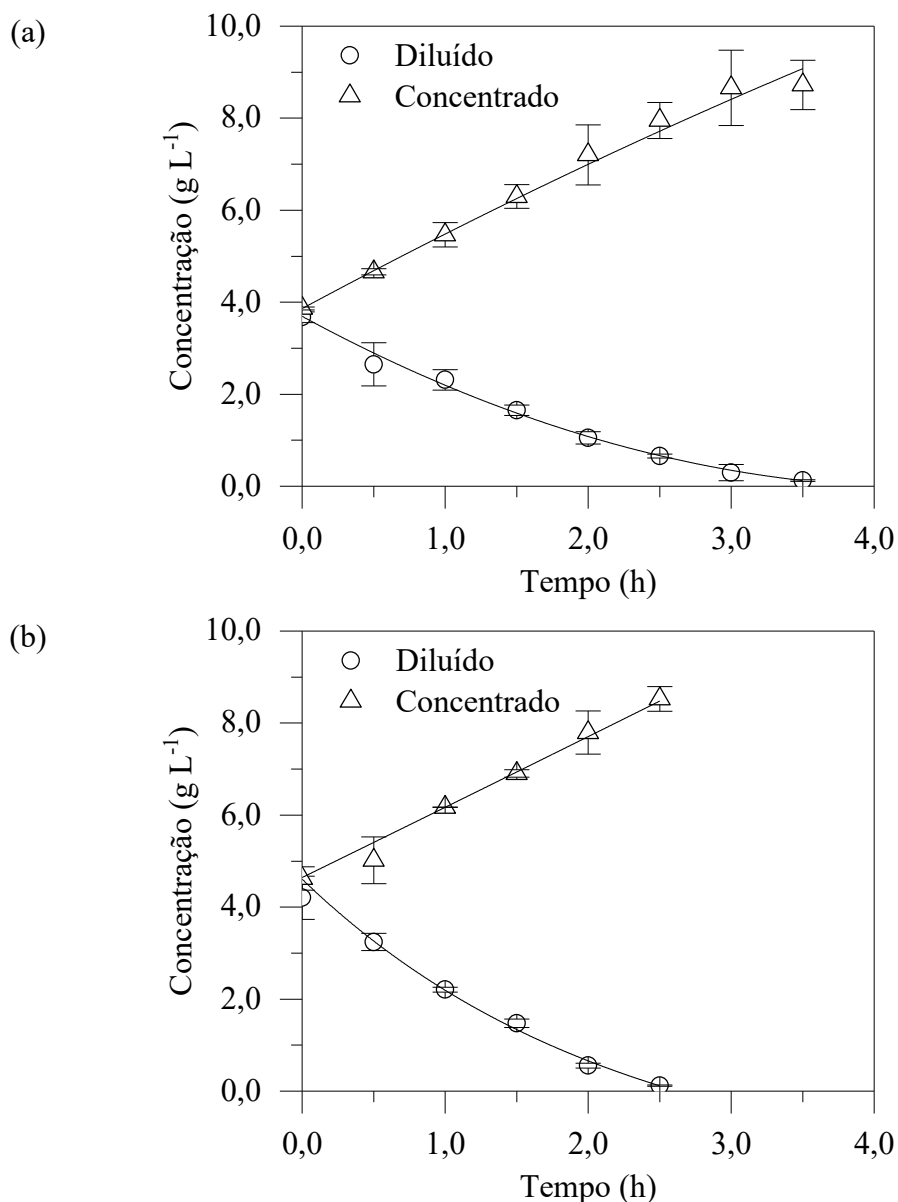 (a)
10,0
8,0
6,0
4,0
2,0
0,0
Concentração (g L⁻¹)
Diluído
Concentrado
0,0 1,0 2,0 3,0 4,0
Tempo (h)
(b)
10,0
8,0
6,0
4,0
2,0
0,0
Concentração (g L⁻¹)
Diluído
Concentrado
0,0 1,0 2,0 3,0 4,0
Tempo (h)